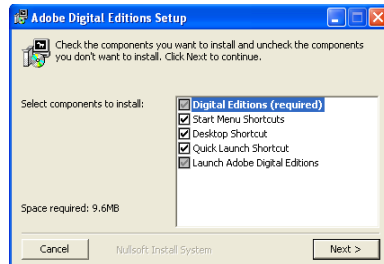 Adobe Digital Editions Setup
Check the components you want to install and uncheck the components
you don't want to install. Click Next to continue.
Select components to install:
Digital Editions (required)
Start Menu Shortcuts
Desktop Shortcut
Quick Launch Shortcut
Launch Adobe Digital Editions
Space required: 9.6MB
Cancel
Nullsoft Install System
Next >